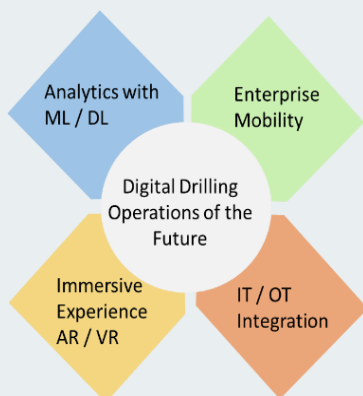 Analytics with
ML / DL
Enterprise
Mobility
Digital Drilling
Operations of the
Future
Immersive
Experience
AR / VR
IT / OT
Integration